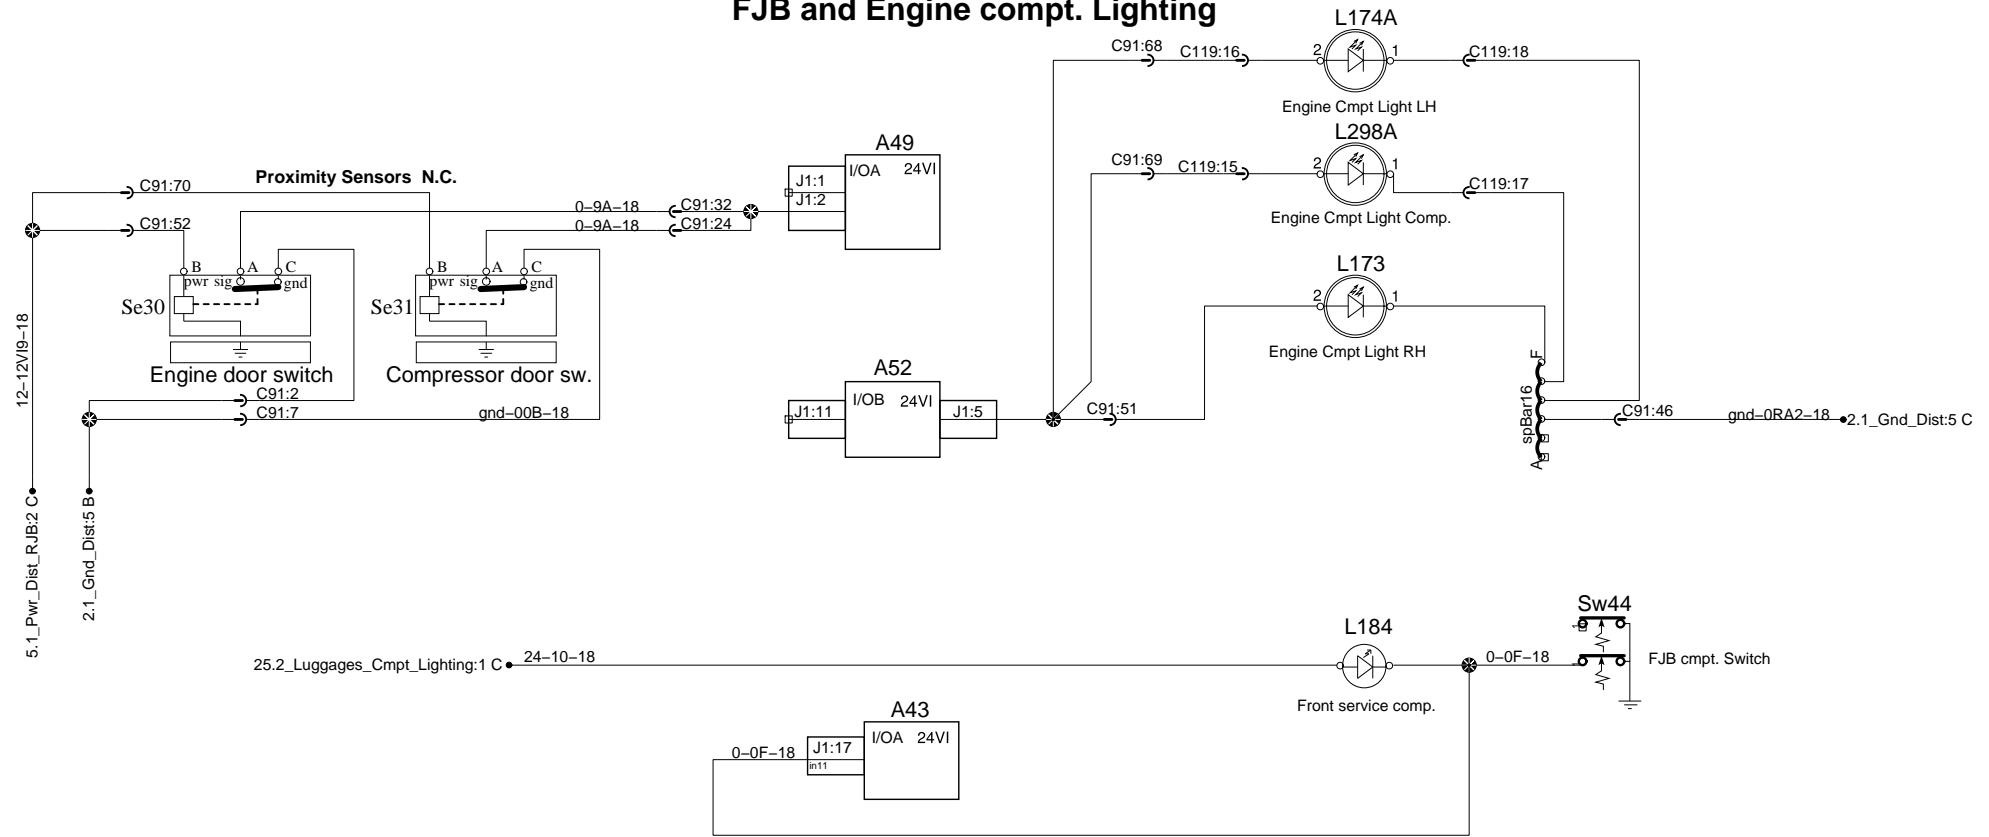 FJB and Engine compt. Lighting
L174A
C91:68
C119:16
2
1
C119:18
Engine Cmpt Light LH
L298A
C91:69
C119:15
2
1
C119:17
Engine Cmpt Light Comp.
L173
2
1
Engine Cmpt Light RH
A49
I/OA 24VI
J1:1
J1:2
Proximity Sensors N.C.
C91:70
C91:52
0-9A-18
C91:32
0-9A-18
C91:24
B A C
pwr sig gnd
Se30
Engine door switch
B A C
pwr sig gnd
Se31
Compressor door sw.
12-12VI9-18
C91:2
C91:7
gnd-00B-18
5.1_Pwr_Dist_RJB:2 C
2.1_Gnd_Dist:5 B
A52
I/OB 24VI
J1:11
J1:5
C91:51
F
spBar16
A
C91:46
gnd-0RA2-18
2.1_Gnd_Dist:5 C
25.2_Luggages_Cmpt_Lighting:1 C
24-10-18
L184
Front service comp.
0-0F-18
Sw44
1
1
FJB cmpt. Switch
A43
I/OA 24VI
0-0F-18
J1:17
in11